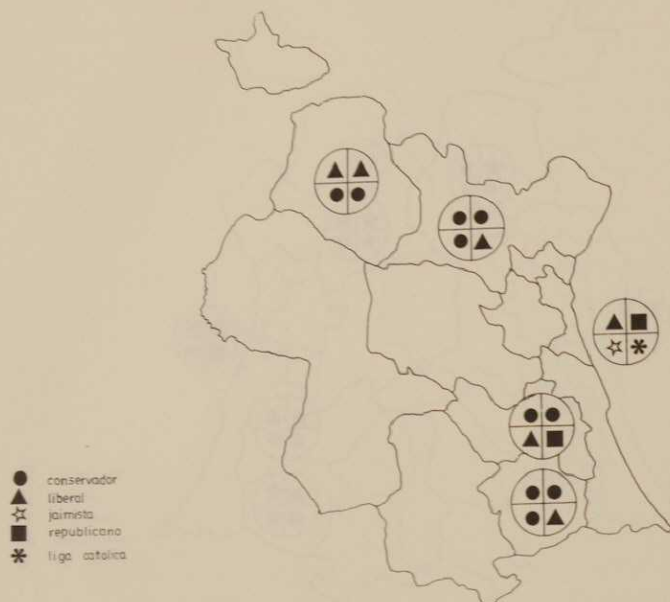 conservador
liberal
jaimista
republicano
liga catolica